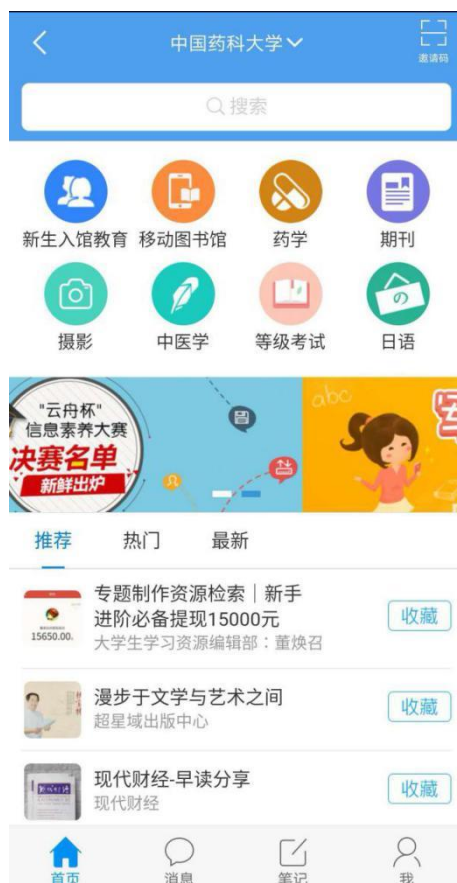 中国药科大学
邀请码
搜索
新生入馆教育 移动图书馆 药学 期刊
摄影 中医学 等级考试 日语
の
"云舟杯"
信息素养大赛
决赛名单
新鲜出炉
abc
推荐 热门 最新
专题制作资源检索｜新手
进阶必备提现15000元
大学生学习资源编辑部：董焕召
15650.00
收藏
漫步于文学与艺术之间
超星域出版中心
收藏
现代财经-早读分享
现代财经
收藏
首页 消息 笔记 我